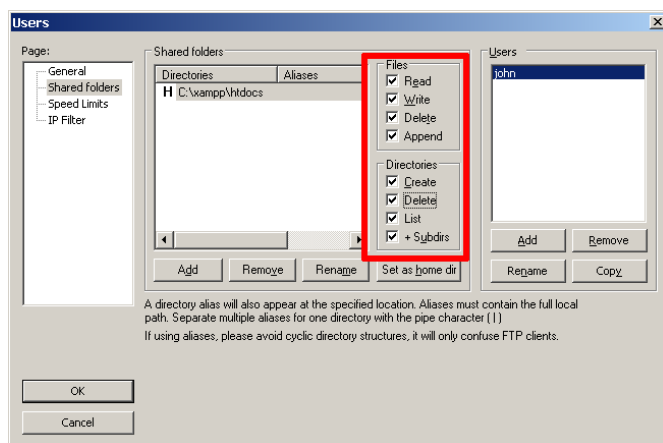 Users
Page:
General
Shared folders
Speed Limits
IP Filter
Shared folders
Directories Aliases
H C:\xampp\htdocs
Files
Read
Write
Delete
Append
Directories
Create
Delete
List
+ Subdirs
Add Remove Rename Set as home dir
Users
john
Add Remove
Rename Copy
A directory alias will also appear at the specified location. Aliases must contain the full local
path. Separate multiple aliases for one directory with the pipe character ( | )
If using aliases, please avoid cyclic directory structures, it will only confuse FTP clients.
OK
Cancel